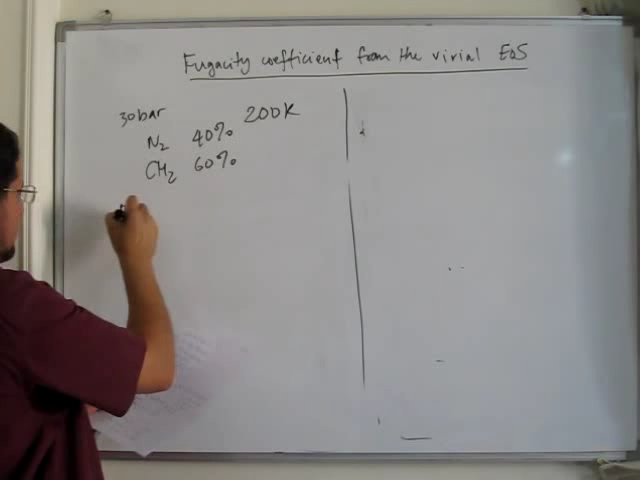 Fugacity coefficient from the virial EoS
30bar 200K
N₂ 40%
CH₂ 60%